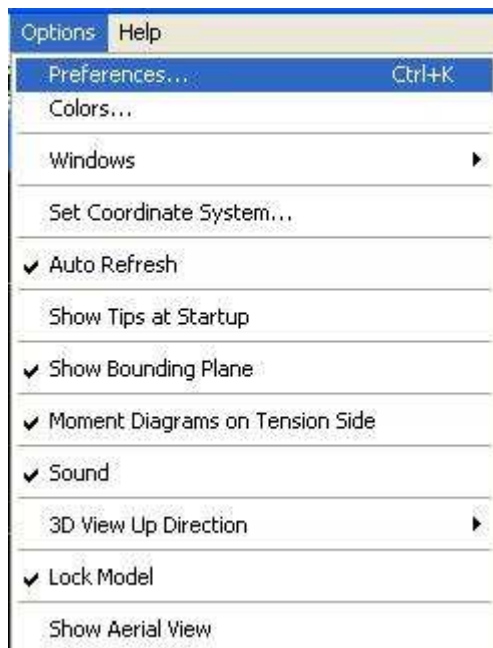 Options Help
Preferences... Ctrl+K
Colors...
Windows
Set Coordinate System...
Auto Refresh
Show Tips at Startup
Show Bounding Plane
Moment Diagrams on Tension Side
Sound
3D View Up Direction
Lock Model
Show Aerial View